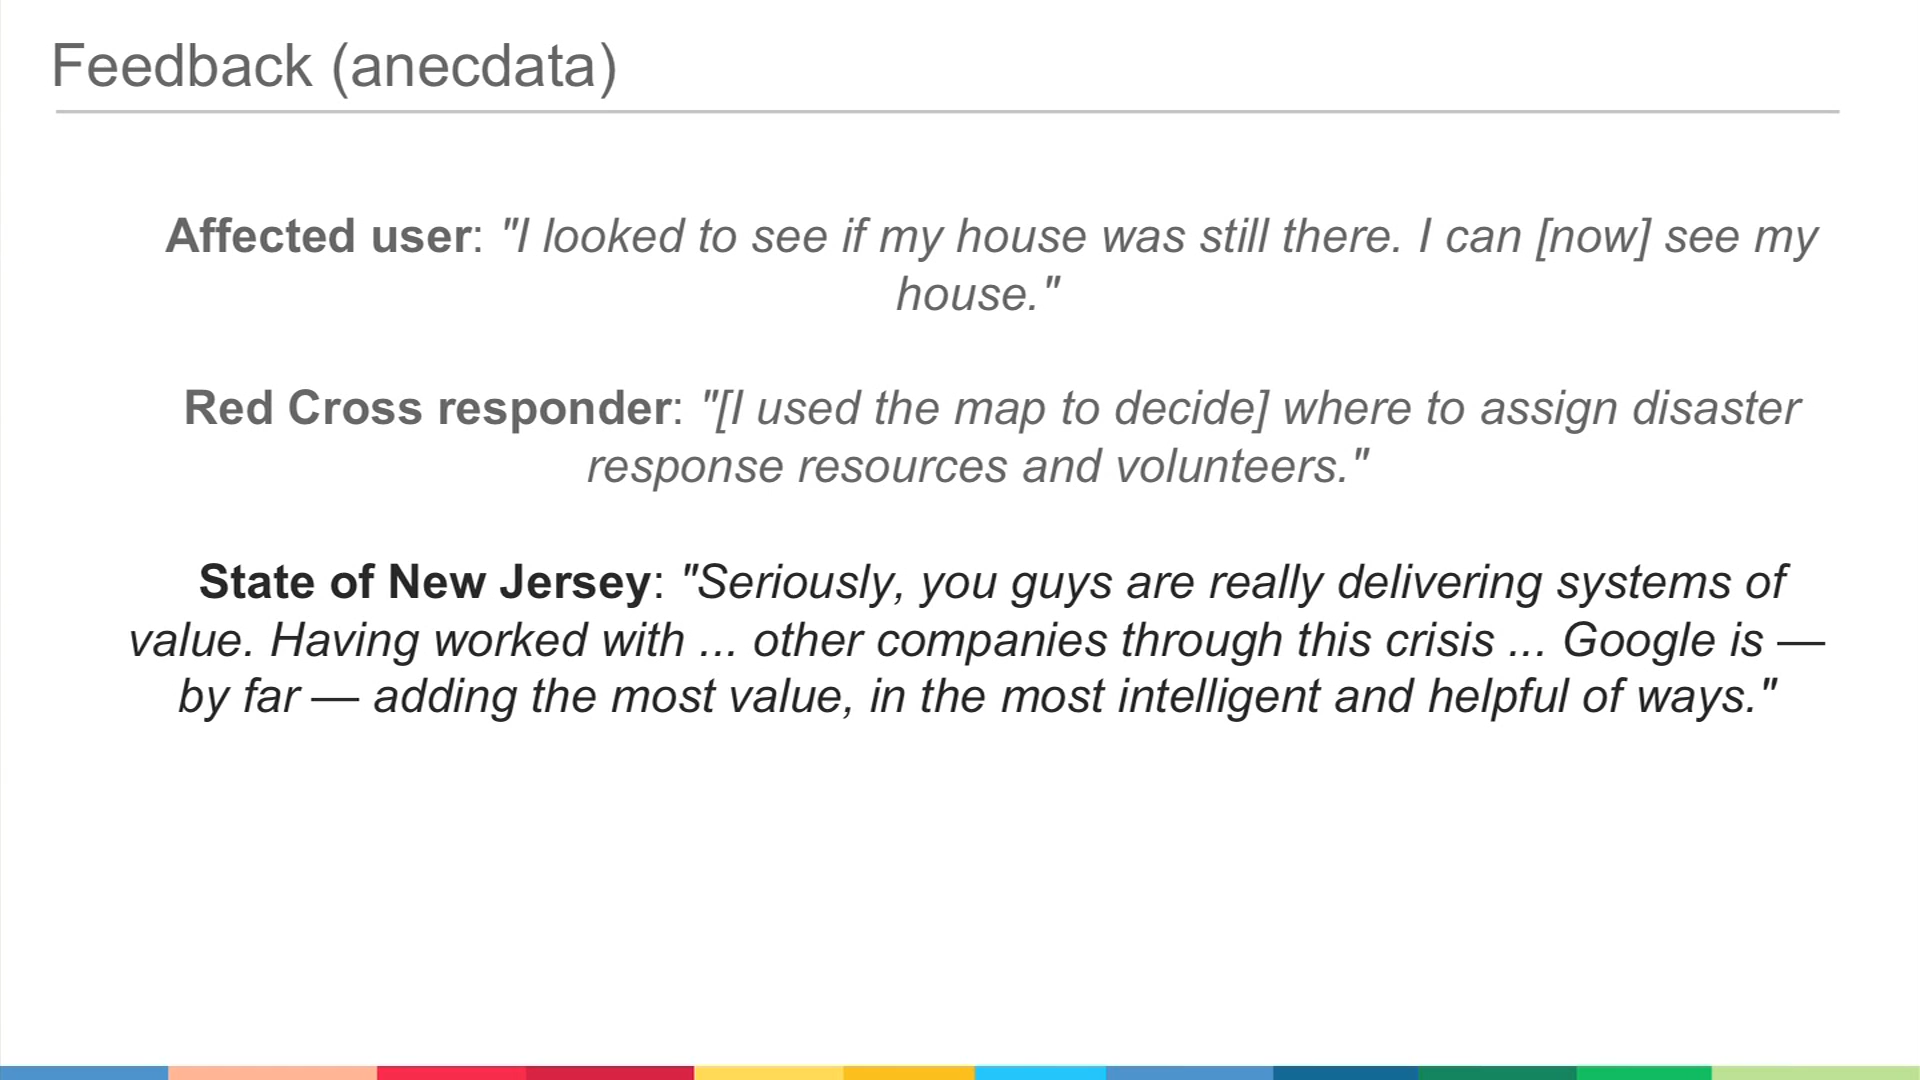 Feedback (anecdata)
Affected user: "I looked to see if my house was still there. I can [now] see my
house."
Red Cross responder: "[I used the map to decide] where to assign disaster
response resources and volunteers."
State of New Jersey: "Seriously, you guys are really delivering systems of
value. Having worked with ... other companies through this crisis ... Google is —
by far — adding the most value, in the most intelligent and helpful of ways."